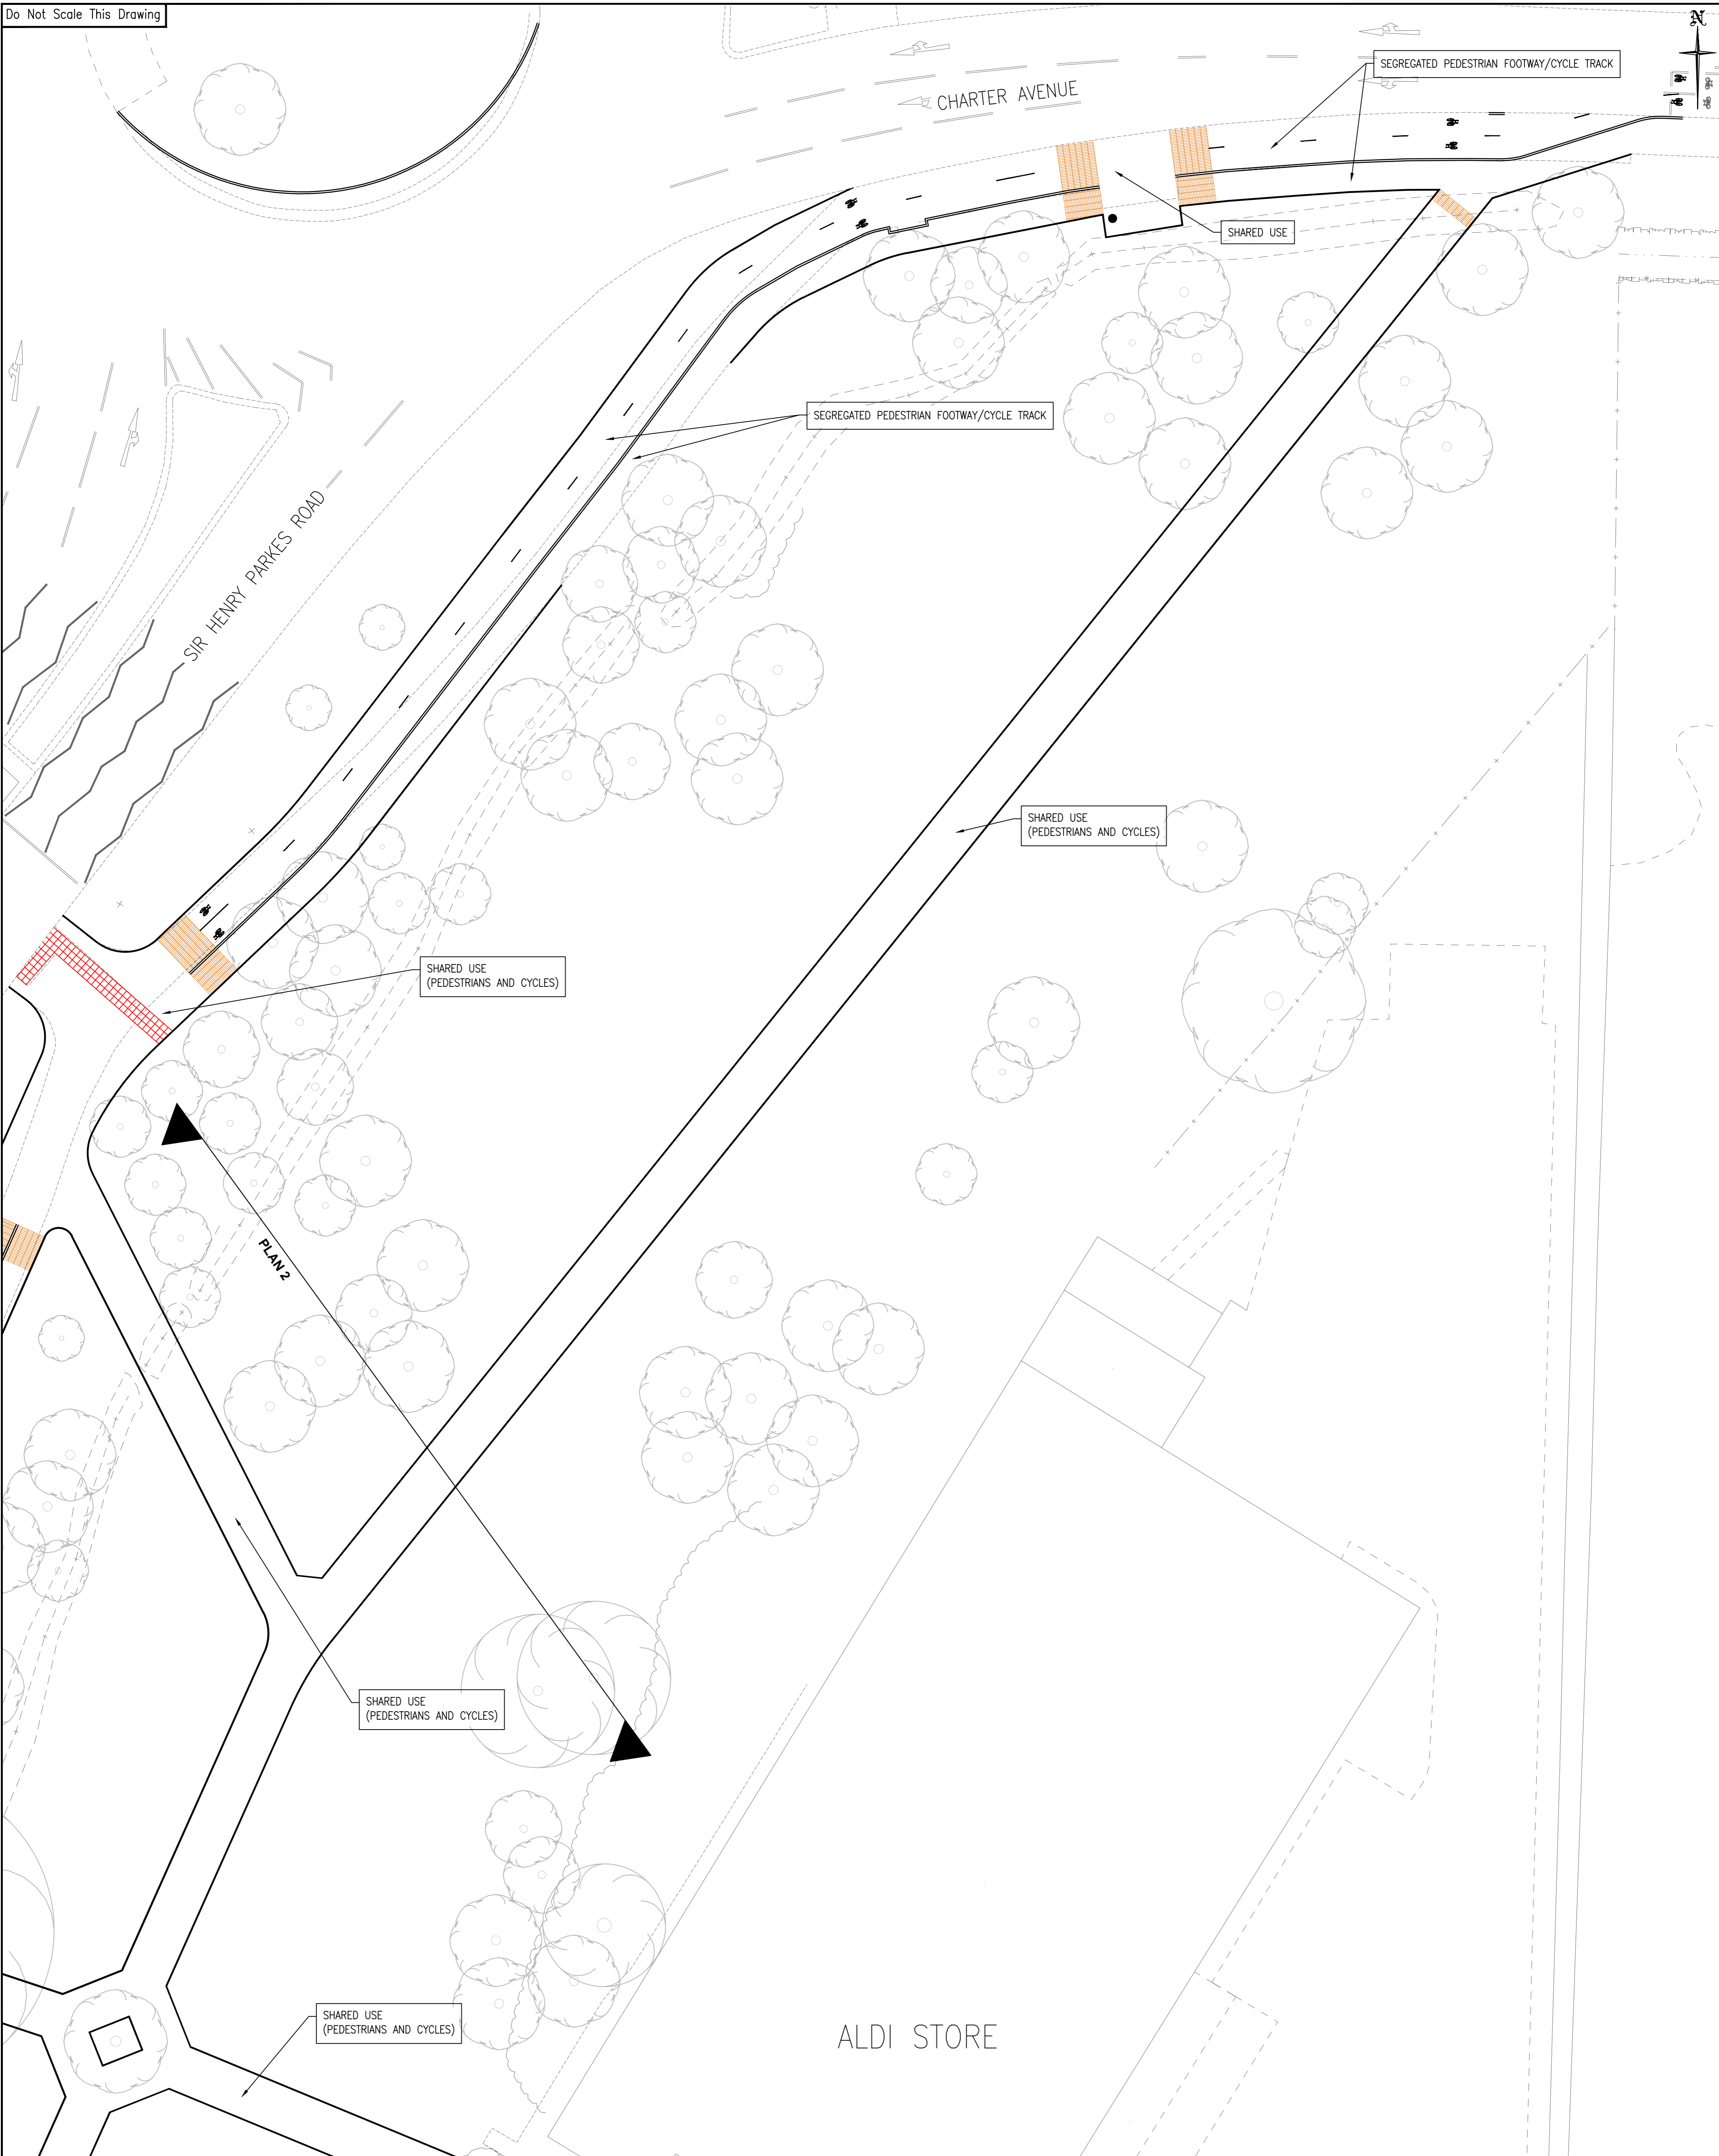 Do Not Scale This Drawing
N
SEGREGATED PEDESTRIAN FOOTWAY/CYCLE TRACK
CHARTER AVENUE
SHARED USE
SEGREGATED PEDESTRIAN FOOTWAY/CYCLE TRACK
SIR HENRY PARKES ROAD
SHARED USE
(PEDESTRIANS AND CYCLES)
SHARED USE
(PEDESTRIANS AND CYCLES)
PLAN 2
SHARED USE
(PEDESTRIANS AND CYCLES)
SHARED USE
(PEDESTRIANS AND CYCLES)
ALDI STORE